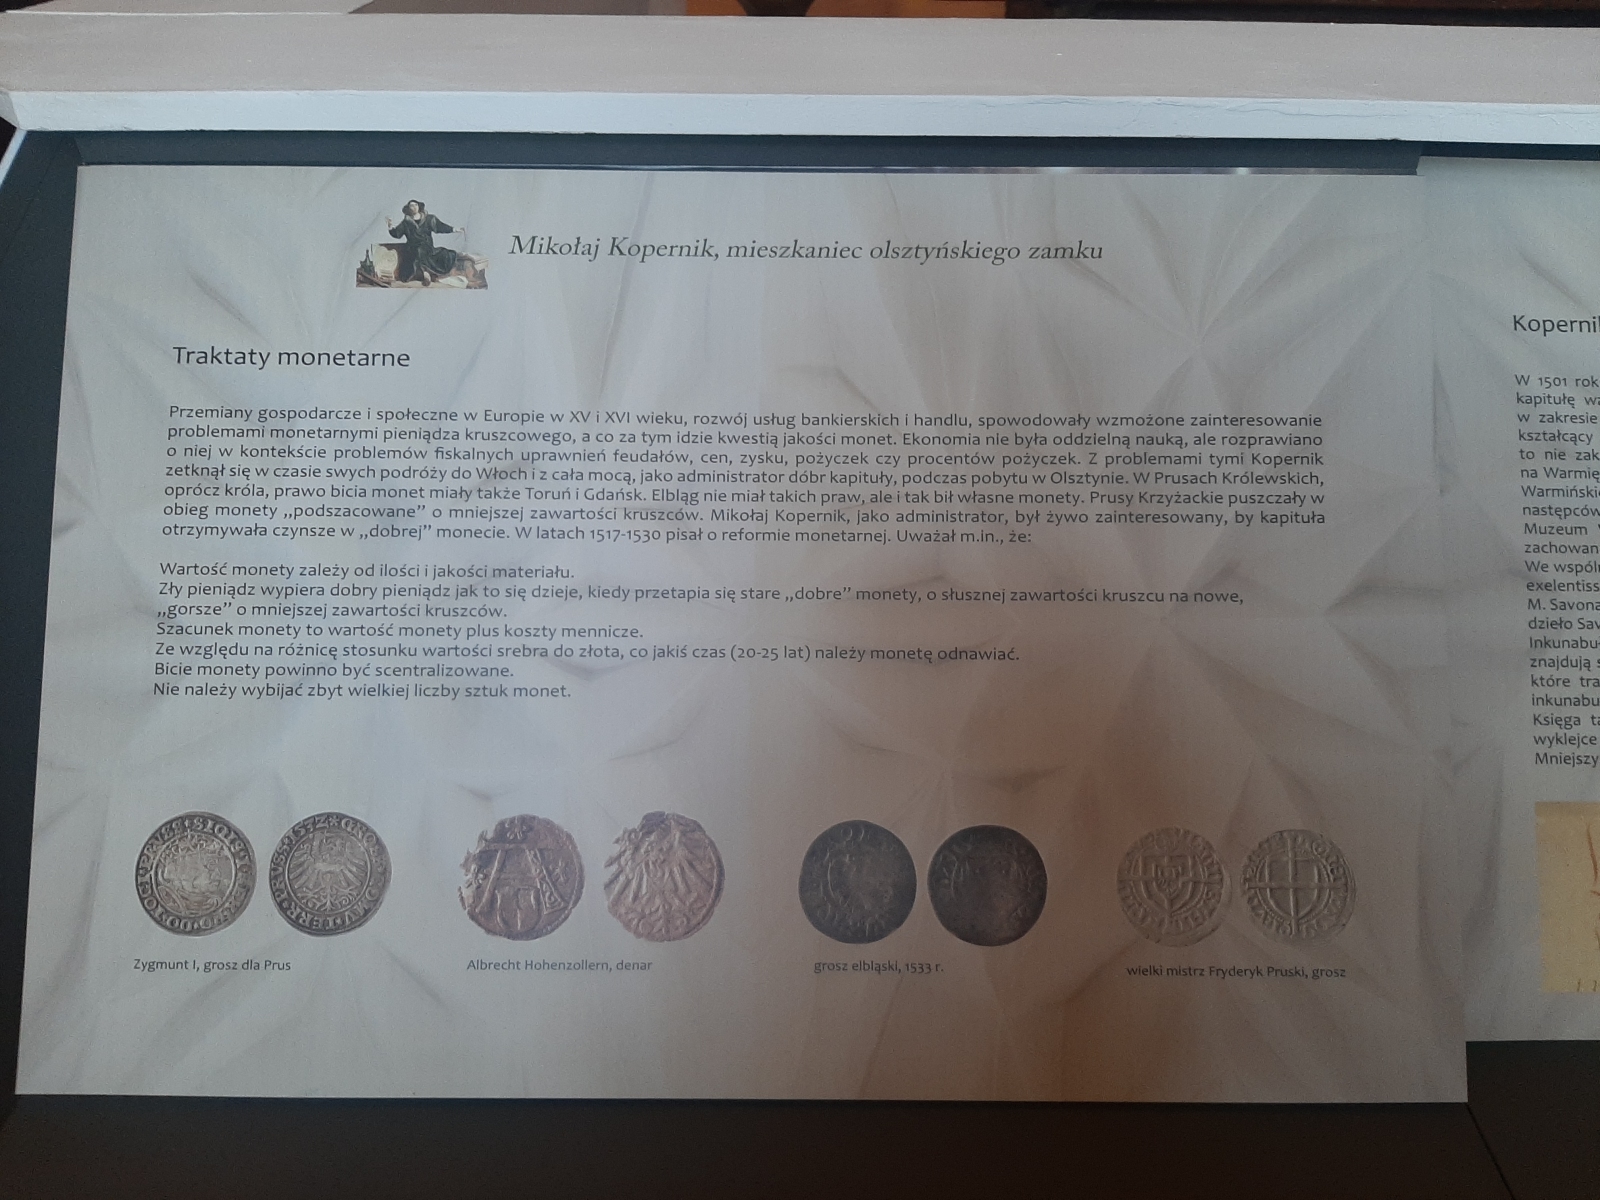 Mikołaj Kopernik, mieszkaniec olsztyńskiego zamku
Traktaty monetarne
Przemiany gospodarcze i społeczne w Europie w XV i XVI wieku, rozwój usług bankierskich i handlu, spowodowały wzmożone zainteresowanie
problemami monetarnymi pieniądza kruszcowego, a co za tym idzie kwestią jakości monet. Ekonomia nie była oddzielną nauką, ale rozprawiano
o niej w kontekście problemów fiskalnych uprawnień feudałów, cen, zysku, pożyczek czy procentów pożyczek. Z problemami tymi Kopernik
zetknął się w czasie swych podróży do Włoch i z cała mocą, jako administrator dóbr kapituły, podczas pobytu w Olsztynie. W Prusach Królewskich,
oprócz króla, prawo bicia monet miały także Toruń i Gdańsk. Elbląg nie miał takich praw, ale i tak bił własne monety. Prusy Krzyżackie puszczały w
obieg monety „podszacowane” o mniejszej zawartości kruszców. Mikołaj Kopernik, jako administrator, był żywo zainteresowany, by kapituła
otrzymywała czynsze w „dobrej” monecie. W latach 1517-1530 pisał o reformie monetarnej. Uważał m.in., że:
Wartość monety zależy od ilości i jakości materiału.
Zły pieniądz wypiera dobry pieniądz jak to się dzieje, kiedy przetapia się stare „dobre” monety, o słusznej zawartości kruszcu na nowe,
„gorsze” o mniejszej zawartości kruszców.
Szacunek monety to wartość monety plus koszty mennicze.
Ze względu na różnicę stosunku wartości srebra do złota, co jakiś czas (20-25 lat) należy monetę odnawiać.
Bicie monety powinno być scentralizowane.
Nie należy wybijać zbyt wielkiej liczby sztuk monet.
Zygmunt I, grosz dla Prus
Albrecht Hohenzollern, denar
grosz elbląski, 1533 r.
wielki mistrz Fryderyk Pruski, grosz
Koperni
W 1501 rok
kapitułę wa
w zakresie
kształcący
to nie zak
na Warmię
Warmińskie
następców
Muzeum
zachowan
We współ
exelentiss
M. Savona
dzieło Sav
Inkunabu
znajdują s
które tra
inkunabu
Księga ta
wyklejce
Mniejszy